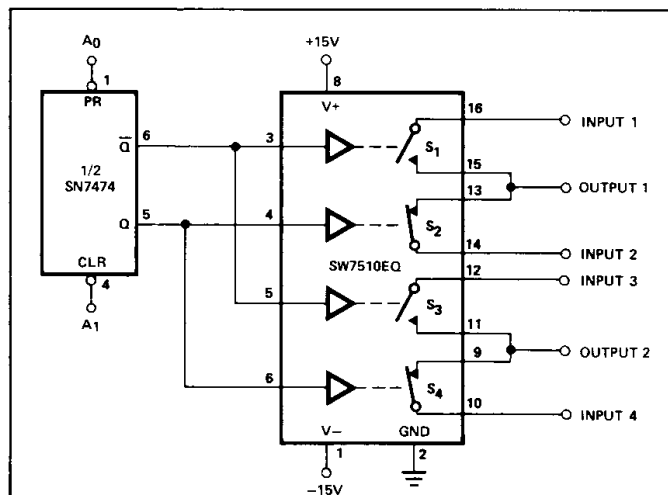 A0
+15V
1
8
PR
V+
16
INPUT 1
Q̅
6
3
S1
15
1/2
SN7474
13
OUTPUT 1
Q
5
4
S2
14
INPUT 2
CLR
SW7510EQ
12
INPUT 3
4
5
S3
A1
11
9
OUTPUT 2
6
S4
10
INPUT 4
V−
GND
1
2
−15V